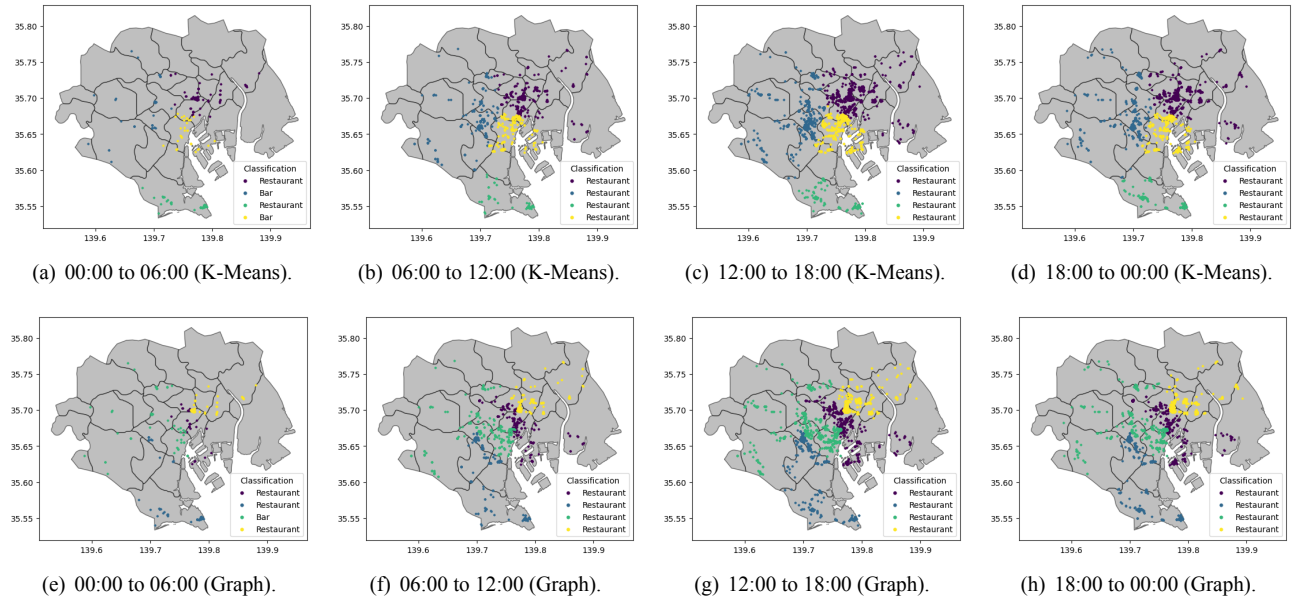 35.80
35.75
35.70
35.65
35.60
35.55
139.6 139.7 139.8 139.9
Classification
Restaurant
Bar
Restaurant
Bar
(a) 00:00 to 06:00 (K-Means).
35.80
35.75
35.70
35.65
35.60
35.55
139.6 139.7 139.8 139.9
Classification
Restaurant
Restaurant
Restaurant
Restaurant
(b) 06:00 to 12:00 (K-Means).
35.80
35.75
35.70
35.65
35.60
35.55
139.6 139.7 139.8 139.9
Classification
Restaurant
Restaurant
Restaurant
Restaurant
(c) 12:00 to 18:00 (K-Means).
35.80
35.75
35.70
35.65
35.60
35.55
139.6 139.7 139.8 139.9
Classification
Restaurant
Restaurant
Restaurant
Restaurant
(d) 18:00 to 00:00 (K-Means).
35.80
35.75
35.70
35.65
35.60
35.55
139.6 139.7 139.8 139.9
Classification
Restaurant
Restaurant
Bar
Restaurant
(e) 00:00 to 06:00 (Graph).
35.80
35.75
35.70
35.65
35.60
35.55
139.6 139.7 139.8 139.9
Classification
Restaurant
Restaurant
Restaurant
Restaurant
(f) 06:00 to 12:00 (Graph).
35.80
35.75
35.70
35.65
35.60
35.55
139.6 139.7 139.8 139.9
Classification
Restaurant
Restaurant
Restaurant
Restaurant
(g) 12:00 to 18:00 (Graph).
35.80
35.75
35.70
35.65
35.60
35.55
139.6 139.7 139.8 139.9
Classification
Restaurant
Restaurant
Restaurant
Restaurant
(h) 18:00 to 00:00 (Graph).